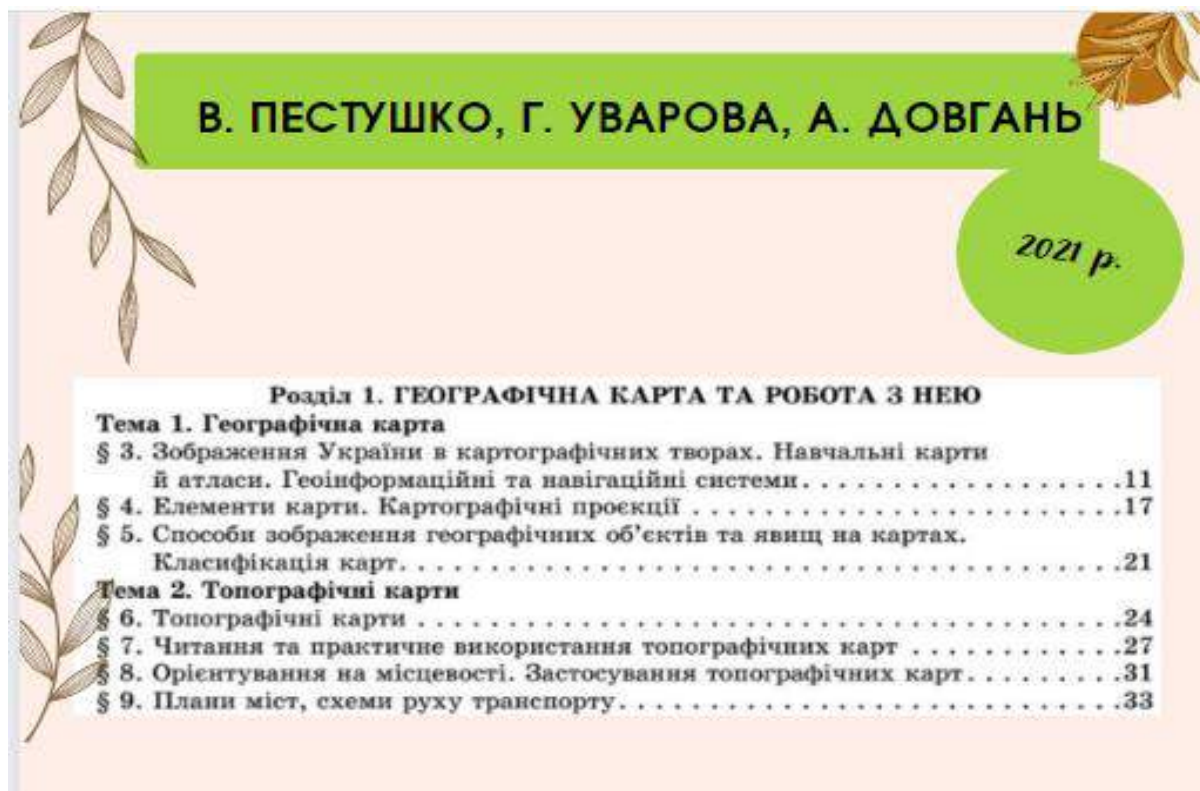 В. ПЕСТУШКО, Г. УВАРОВА, А. ДОВГАНЬ
2021 р.
Розділ 1. ГЕОГРАФІЧНА КАРТА ТА РОБОТА З НЕЮ
Тема 1. Географічна карта
§ 3. Зображення України в картографічних творах. Навчальні карти
й атласи. Геоінформаційні та навігаційні системи. . . . . . . . . . . . . . . . . .11
§ 4. Елементи карти. Картографічні проєкції . . . . . . . . . . . . . . . . . . . . . . . .17
§ 5. Способи зображення географічних об’єктів та явищ на картах.
Класифікація карт. . . . . . . . . . . . . . . . . . . . . . . . . . . . . . . . . . . . . . . .21
Тема 2. Топографічні карти
§ 6. Топографічні карти . . . . . . . . . . . . . . . . . . . . . . . . . . . . . . . . . . . . . . .24
§ 7. Читання та практичне використання топографічних карт . . . . . . . . . . . .27
§ 8. Орієнтування на місцевості. Застосування топографічних карт. . . . . . . . .31
§ 9. Плани міст, схеми руху транспорту. . . . . . . . . . . . . . . . . . . . . . . . . . . .33